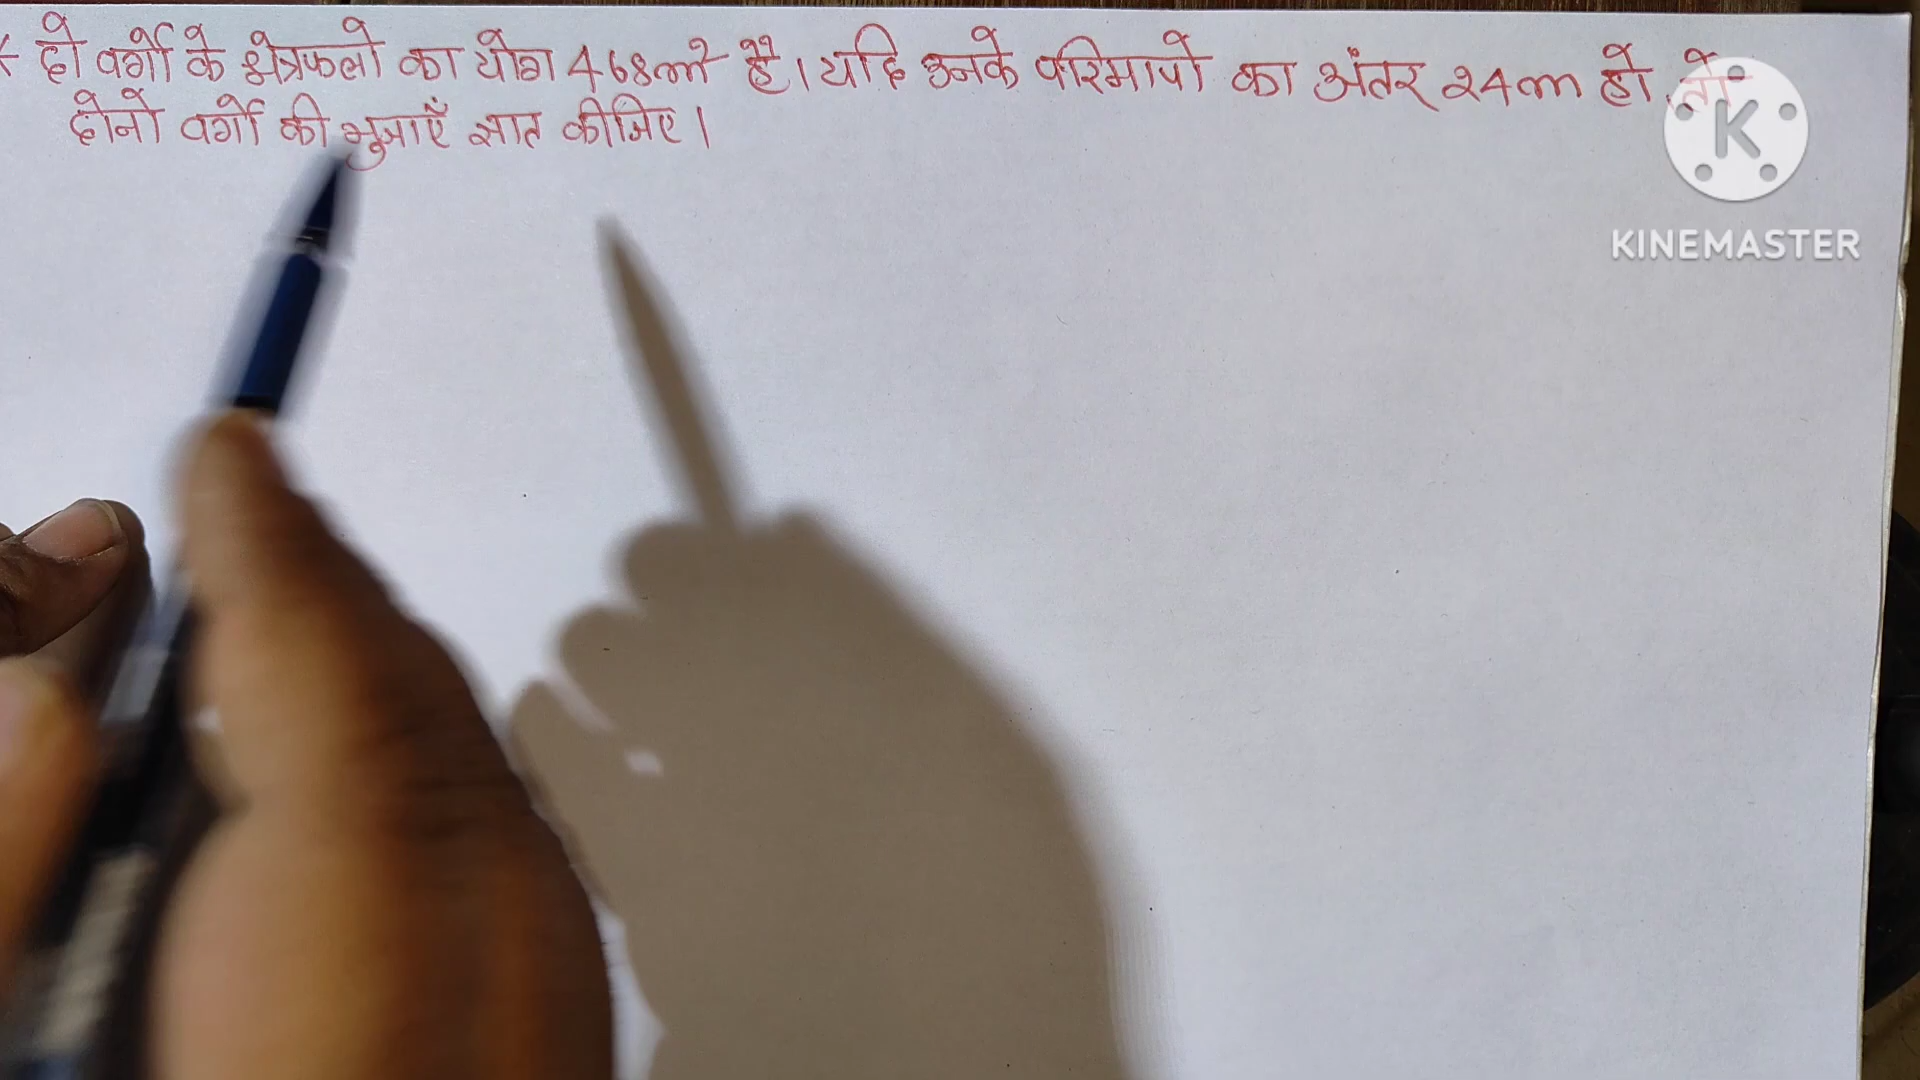 दो वर्गों के क्षेत्रफलो का योग 468m² है। यदि उनके परिमापो का अंतर 24m हो, तो
दोनो वर्गो की भुजाएँ ज्ञात कीजिए।
K
KINEMASTER